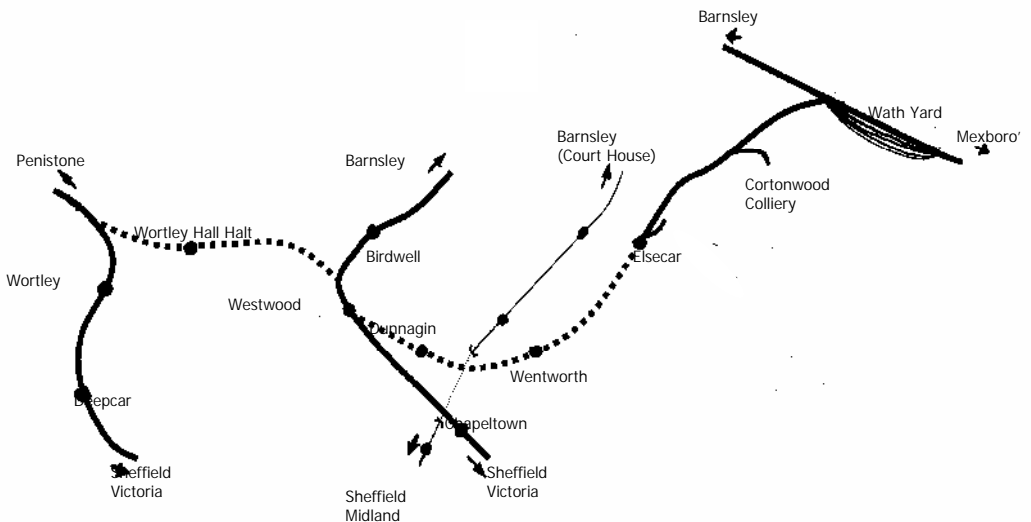 Barnsley
Wath Yard
Mexboro'
Barnsley
(Court House)
Penistone
Barnsley
Cortonwood
Colliery
Wortley Hall Halt
Birdwell
Elsecar
Wortley
Westwood
Dunnagin
Wentworth
Deepcar
Chapeltown
Sheffield
Victoria
Sheffield
Victoria
Sheffield
Midland